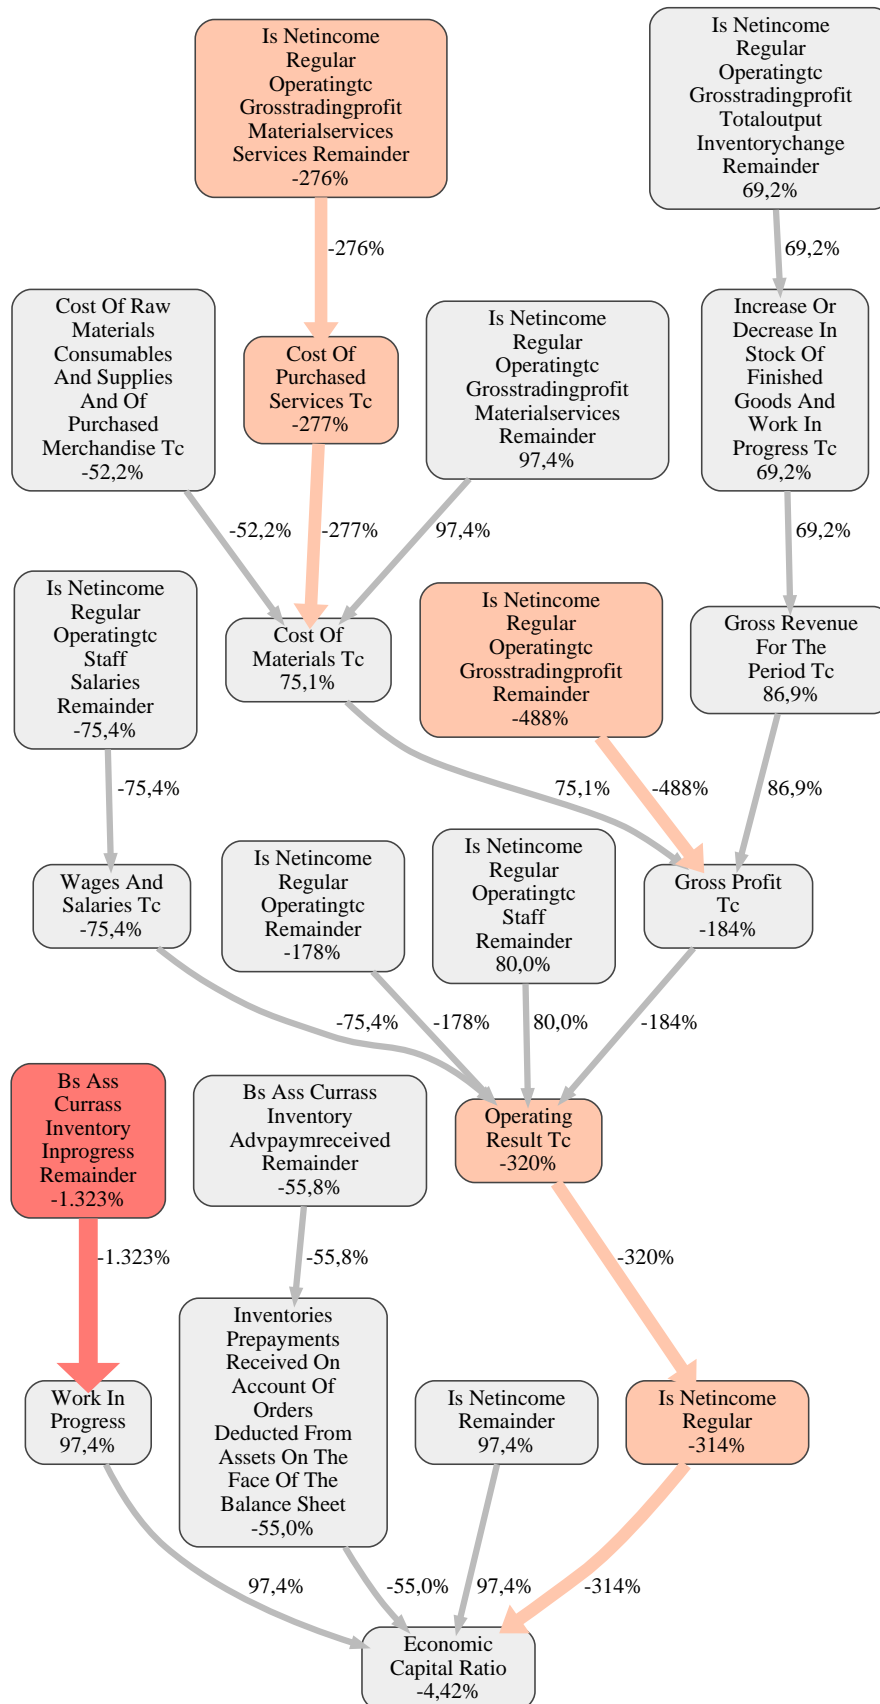 Is Netincome
Regular
Operatingtc
Grosstradingprofit
Materialservices
Services Remainder
-276%
Is Netincome
Regular
Operatingtc
Grosstradingprofit
Totaloutput
Inventorychange
Remainder
69,2%
-276%
69,2%
Cost Of Raw
Materials
Consumables
And Supplies
And Of
Purchased
Merchandise Tc
-52,2%
Cost Of
Purchased
Services Tc
-277%
Is Netincome
Regular
Operatingtc
Grosstradingprofit
Materialservices
Remainder
97,4%
Increase Or
Decrease In
Stock Of
Finished
Goods And
Work In
Progress Tc
69,2%
-52,2%
-277%
97,4%
69,2%
Is Netincome
Regular
Operatingtc
Staff
Salaries
Remainder
-75,4%
Cost Of
Materials Tc
75,1%
Is Netincome
Regular
Operatingtc
Grosstradingprofit
Remainder
-488%
Gross Revenue
For The
Period Tc
86,9%
-75,4%
75,1%
-488%
86,9%
Wages And
Salaries Tc
-75,4%
Is Netincome
Regular
Operatingtc
Remainder
-178%
Is Netincome
Regular
Operatingtc
Staff
Remainder
80,0%
Gross Profit
Tc
-184%
-75,4%
-178%
80,0%
-184%
Bs Ass
Currass
Inventory
Inprogress
Remainder
-1.323%
Bs Ass Currass
Inventory
Advpaymreceived
Remainder
-55,8%
Operating
Result Tc
-320%
-1.323%
-55,8%
-320%
Work In
Progress
97,4%
Inventories
Prepayments
Received On
Account Of
Orders
Deducted From
Assets On The
Face Of The
Balance Sheet
-55,0%
Is Netincome
Remainder
97,4%
Is Netincome
Regular
-314%
97,4%
-55,0%
97,4%
-314%
Economic
Capital Ratio
-4,42%